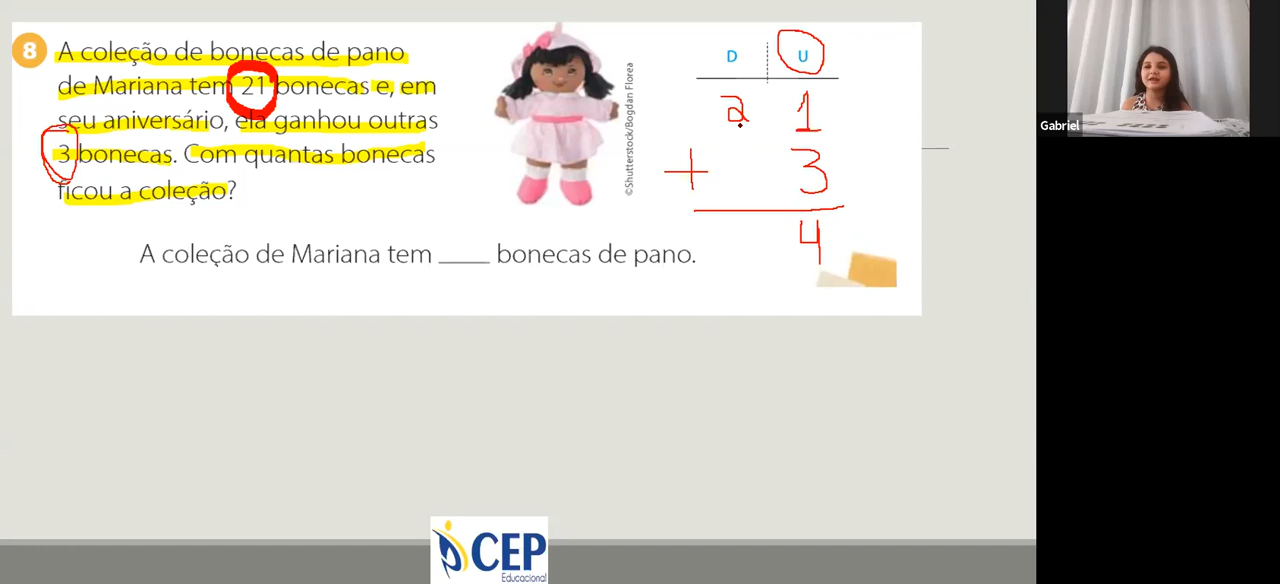 8
A coleção de bonecas de pano
de Mariana tem 21 bonecas e, em
seu aniversário, ela ganhou outras
3 bonecas. Com quantas bonecas
ficou a coleção?
©Shutterstock/Bogdan Florea
D U
2 1
+ 3
4
A coleção de Mariana tem ____ bonecas de pano.
CEP
Educacional
Gabriel